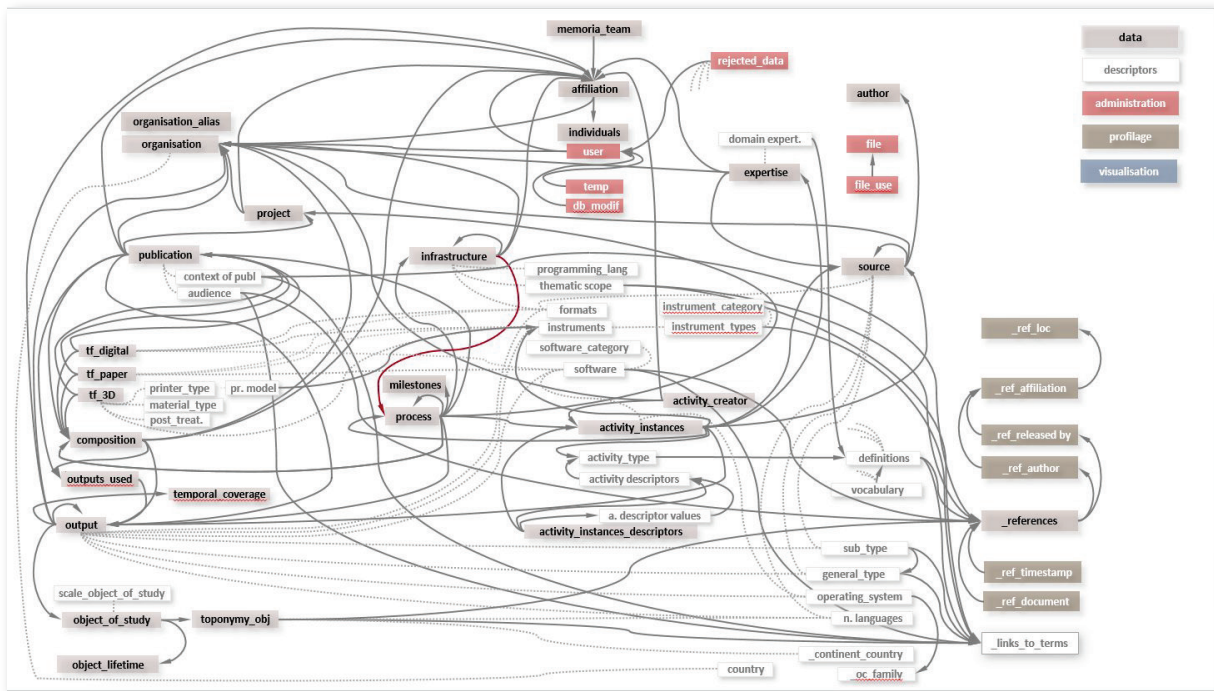 memoria_team
rejected_data
data
descriptors
administration
profilage
visualisation
affiliation
author
organisation_alias
organisation
individuals
user
domain expert.
file
expertise
file_use
temp
db_modif
project
publication
infrastructure
source
context of publ
audience
programming_lang
thematic scope
formats
instrument_category
instruments
instrument_types
_ref_loc
tf_digital
software_category
tf_paper
software
tf_3D
printer_type
pr. model
milestones
_ref_affiliation
material_type
activity_creator
post_treat.
process
activity_instances
_ref_released by
composition
activity_type
definitions
_ref_author
outputs_used
activity descriptors
vocabulary
temporal_coverage
output
a. descriptor values
_references
activity_instances_descriptors
sub_type
general_type
_ref_timestamp
scale_object_of_study
operating_system
_ref_document
object_of_study
toponymy_obj
n. languages
_links_to_terms
_continent_country
object_lifetime
country
_oc_family